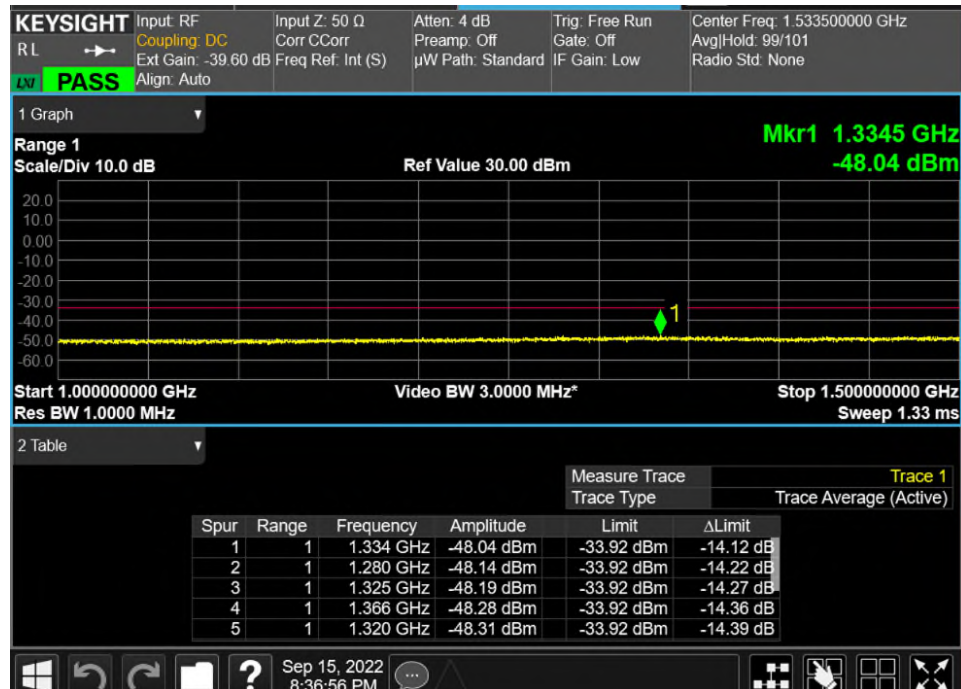 KEYSIGHT Input: RF Input Z: 50 Ω Atten: 4 dB Trig: Free Run Center Freq: 1.533500000 GHz
RL Coupling: DC Corr CCorr Preamp: Off Gate: Off Avg|Hold: 99/101
Ext Gain: -39.60 dB Freq Ref: Int (S) µW Path: Standard IF Gain: Low Radio Std: None
LXI PASS Align: Auto
1 Graph
Range 1 Mkr1 1.3345 GHz
Scale/Div 10.0 dB Ref Value 30.00 dBm -48.04 dBm
20.0
10.0
0.00
-10.0
-20.0
-30.0
1
-40.0
-50.0
-60.0
Start 1.000000000 GHz Video BW 3.0000 MHz* Stop 1.500000000 GHz
Res BW 1.0000 MHz Sweep 1.33 ms
2 Table
Measure Trace Trace 1
Trace Type Trace Average (Active)
Spur Range Frequency Amplitude Limit ΔLimit
1 1 1.334 GHz -48.04 dBm -33.92 dBm -14.12 dB
2 1 1.280 GHz -48.14 dBm -33.92 dBm -14.22 dB
3 1 1.325 GHz -48.19 dBm -33.92 dBm -14.27 dB
4 1 1.366 GHz -48.28 dBm -33.92 dBm -14.36 dB
5 1 1.320 GHz -48.31 dBm -33.92 dBm -14.39 dB
? Sep 15, 2022
8:36:56 PM